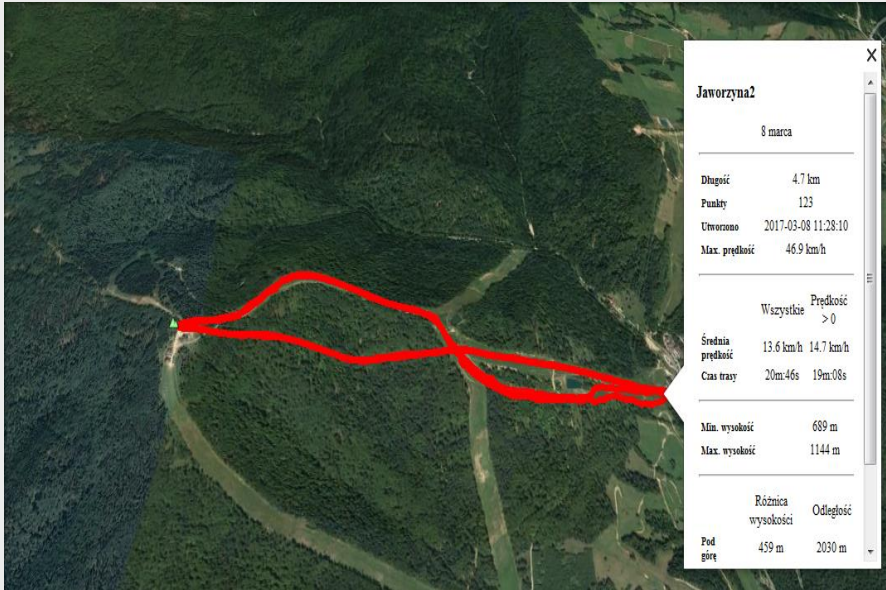 X
Jaworzyna2
8 marca
Długość 4.7 km
Punkty 123
Utworzono 2017-03-08 11:28:10
Max. prędkość 46.9 km/h
Wszystkie Prędkość
> 0
Średnia
prędkość 13.6 km/h 14.7 km/h
Czas trasy 20m:46s 19m:08s
Min. wysokość 689 m
Max. wysokość 1144 m
Różnica
wysokości Odległość
Pod
górę 459 m 2030 m